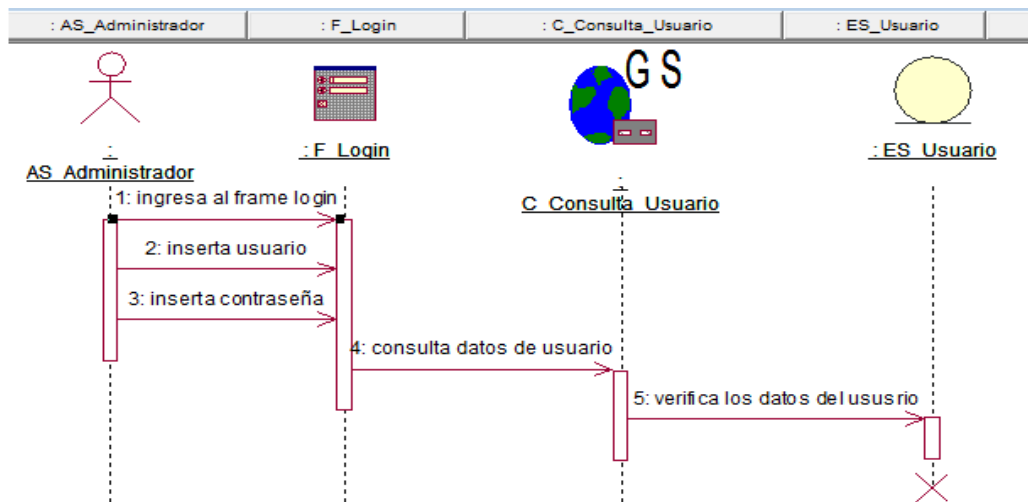 : AS_Administrador
: F_Login
: C_Consulta_Usuario
: ES_Usuario
G S
:
AS_Administrador
: F_Login
:
C_Consulta_Usuario
: ES_Usuario
1: ingresa al frame login
2: inserta usuario
3: inserta contraseña
4: consulta datos de usuario
5: verifica los datos del ususrio